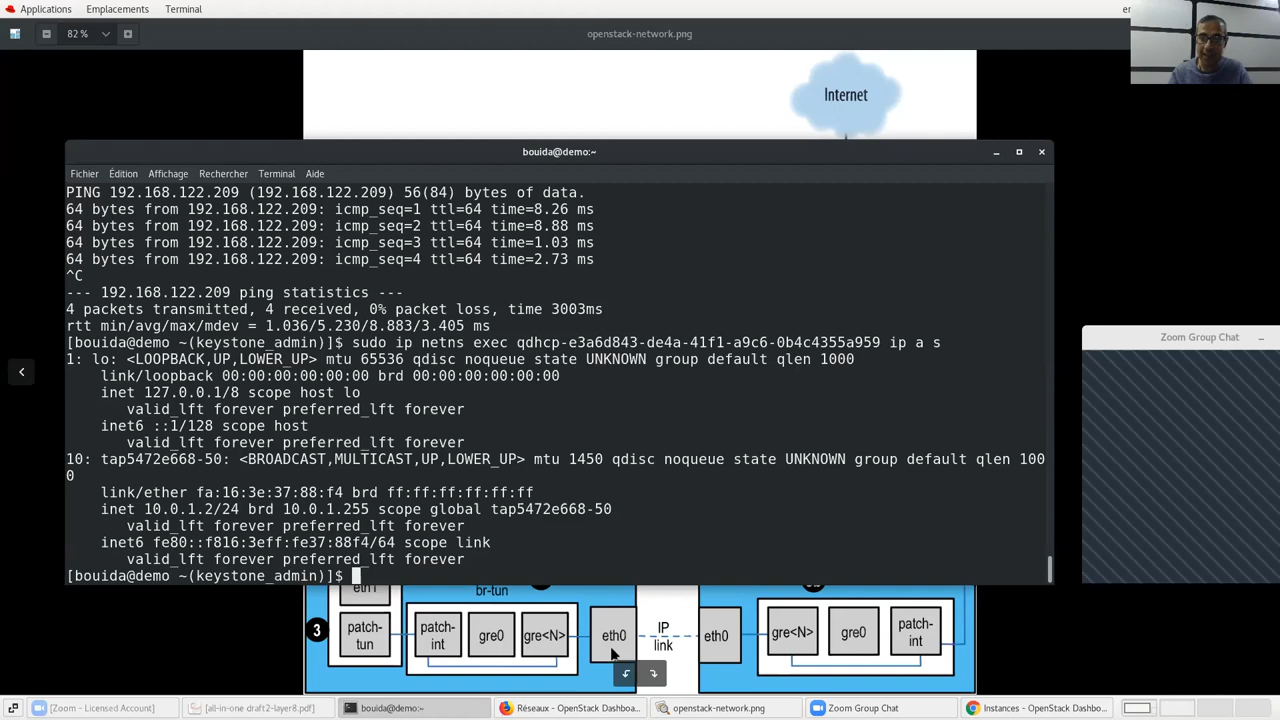 Applications Emplacements Terminal
82 % openstack-network.png
Internet
bouida@demo:~
Fichier Édition Affichage Rechercher Terminal Aide
PING 192.168.122.209 (192.168.122.209) 56(84) bytes of data.
64 bytes from 192.168.122.209: icmp_seq=1 ttl=64 time=8.26 ms
64 bytes from 192.168.122.209: icmp_seq=2 ttl=64 time=8.88 ms
64 bytes from 192.168.122.209: icmp_seq=3 ttl=64 time=1.03 ms
64 bytes from 192.168.122.209: icmp_seq=4 ttl=64 time=2.73 ms
^C
--- 192.168.122.209 ping statistics ---
4 packets transmitted, 4 received, 0% packet loss, time 3003ms
rtt min/avg/max/mdev = 1.036/5.230/8.883/3.405 ms
[bouida@demo ~(keystone_admin)]$ sudo ip netns exec qdhcp-e3a6d843-de4a-41f1-a9c6-0b4c4355a959 ip a s
1: lo: <LOOPBACK,UP,LOWER_UP> mtu 65536 qdisc noqueue state UNKNOWN group default qlen 1000
link/loopback 00:00:00:00:00:00 brd 00:00:00:00:00:00
inet 127.0.0.1/8 scope host lo
valid_lft forever preferred_lft forever
inet6 ::1/128 scope host
valid_lft forever preferred_lft forever
10: tap5472e668-50: <BROADCAST,MULTICAST,UP,LOWER_UP> mtu 1450 qdisc noqueue state UNKNOWN group default qlen 100
0
link/ether fa:16:3e:37:88:f4 brd ff:ff:ff:ff:ff:ff
inet 10.0.1.2/24 brd 10.0.1.255 scope global tap5472e668-50
valid_lft forever preferred_lft forever
inet6 fe80::f816:3eff:fe37:88f4/64 scope link
valid_lft forever preferred_lft forever
[bouida@demo ~(keystone_admin)]$
Zoom Group Chat
br-tun
3
patch-tun
patch-int
gre0
gre<N>
eth0
IP link
eth0
gre<N>
gre0
patch-int
[Zoom - Licensed Account] [all-in-one draft2-layer8.pdf] bouida@demo:~ Réseaux - OpenStack Dashboa... openstack-network.png Zoom Group Chat Instances - OpenStack Dashbo...